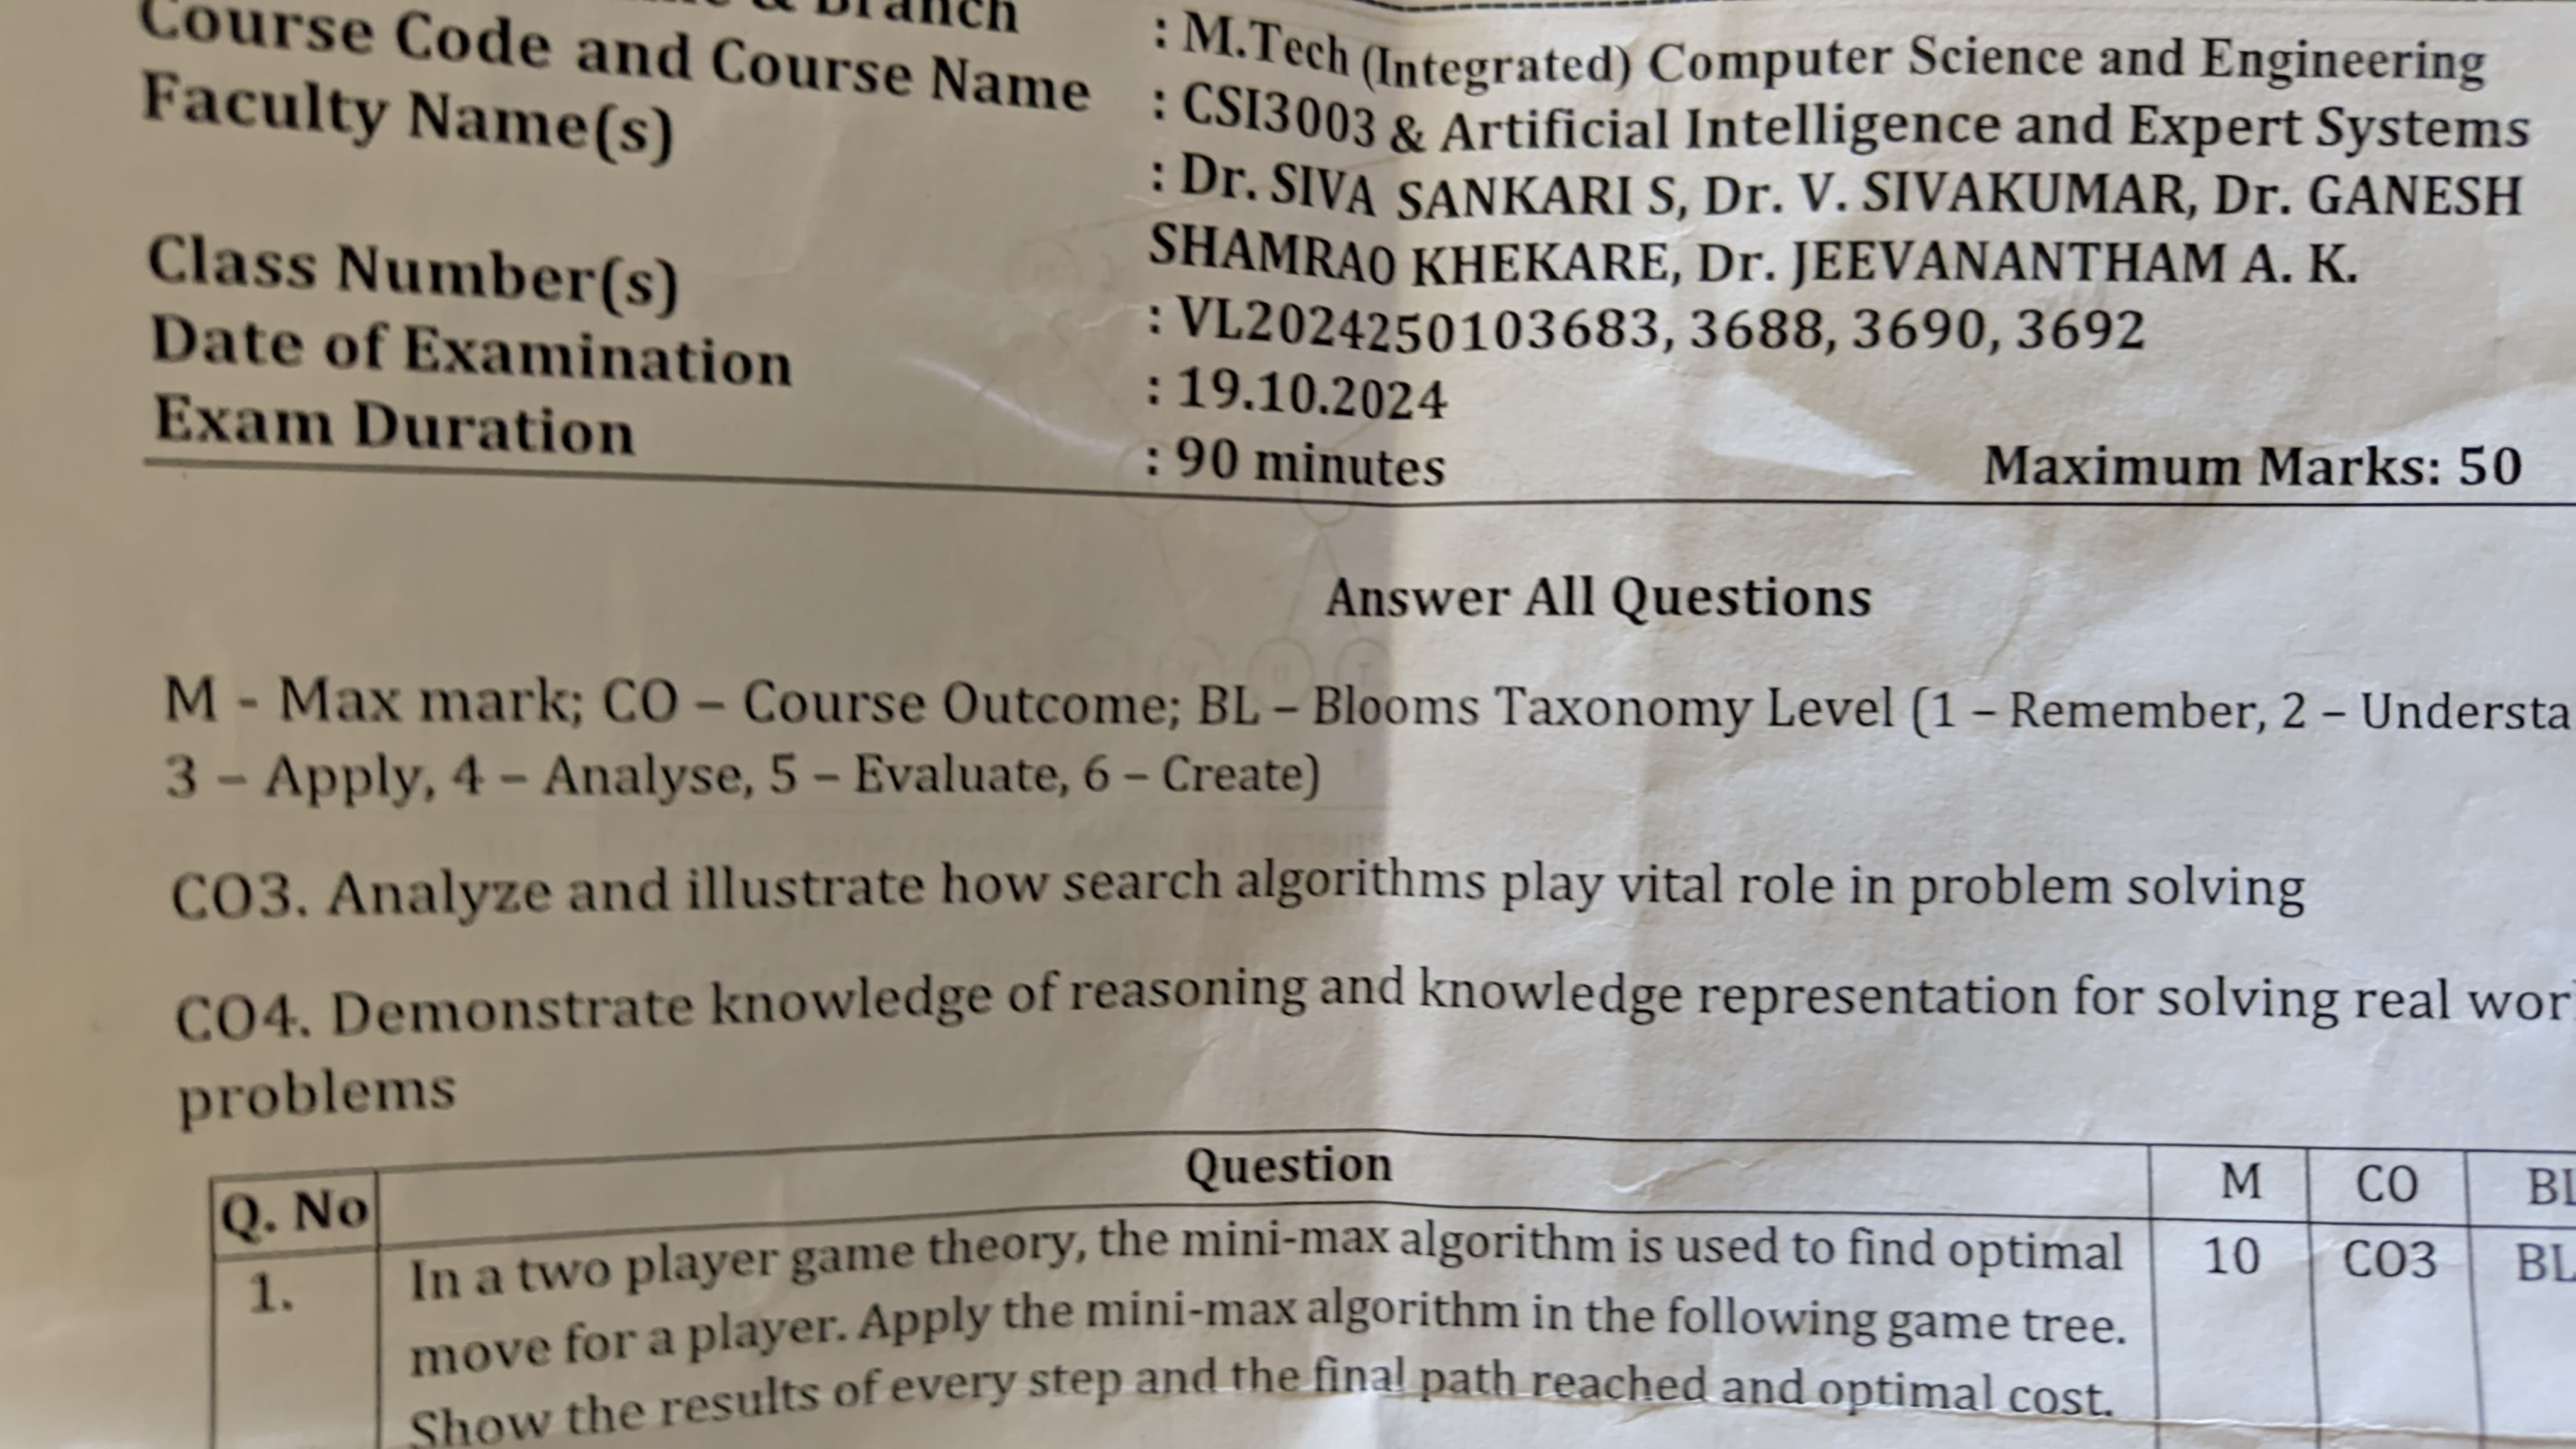 & Branch
: M.Tech (Integrated) Computer Science and Engineering
Course Code and Course Name : CSI3003 & Artificial Intelligence and Expert Systems
Faculty Name(s) : Dr. SIVA SANKARI S, Dr. V. SIVAKUMAR, Dr. GANESH
SHAMRAO KHEKARE, Dr. JEEVANANTHAM A. K.
Class Number(s) : VL2024250103683, 3688, 3690, 3692
Date of Examination : 19.10.2024
Exam Duration : 90 minutes Maximum Marks: 50
Answer All Questions
M - Max mark; CO – Course Outcome; BL – Blooms Taxonomy Level (1 – Remember, 2 – Understa
3 – Apply, 4 – Analyse, 5 – Evaluate, 6 – Create)
CO3. Analyze and illustrate how search algorithms play vital role in problem solving
CO4. Demonstrate knowledge of reasoning and knowledge representation for solving real wor
problems
Q. No Question M CO BL
1. In a two player game theory, the mini-max algorithm is used to find optimal 10 CO3 BL
move for a player. Apply the mini-max algorithm in the following game tree.
Show the results of every step and the final path reached and optimal cost.